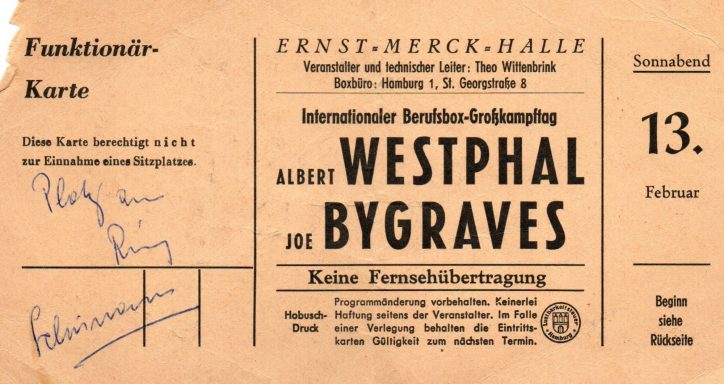 Funktionär-
Karte
Diese Karte berechtigt nicht
zur Einnahme eines Sitzplatzes.
Platz am
Ring
ERNST=MERCK=HALLE
Veranstalter und technischer Leiter: Theo Wittenbrink
Boxbüro: Hamburg 1, St. Georgstraße 8
Internationaler Berufsbox-Großkampftag
ALBERT WESTPHAL
JOE BYGRAVES
Keine Fernsehübertragung
Hobusch-
Druck
Programmänderung vorbehalten. Keinerlei
Haftung seitens der Veranstalter. Im Falle
einer Verlegung behalten die Eintritts-
karten Gültigkeit zum nächsten Termin.
Sonnabend
13.
Februar
Beginn
siehe
Rückseite